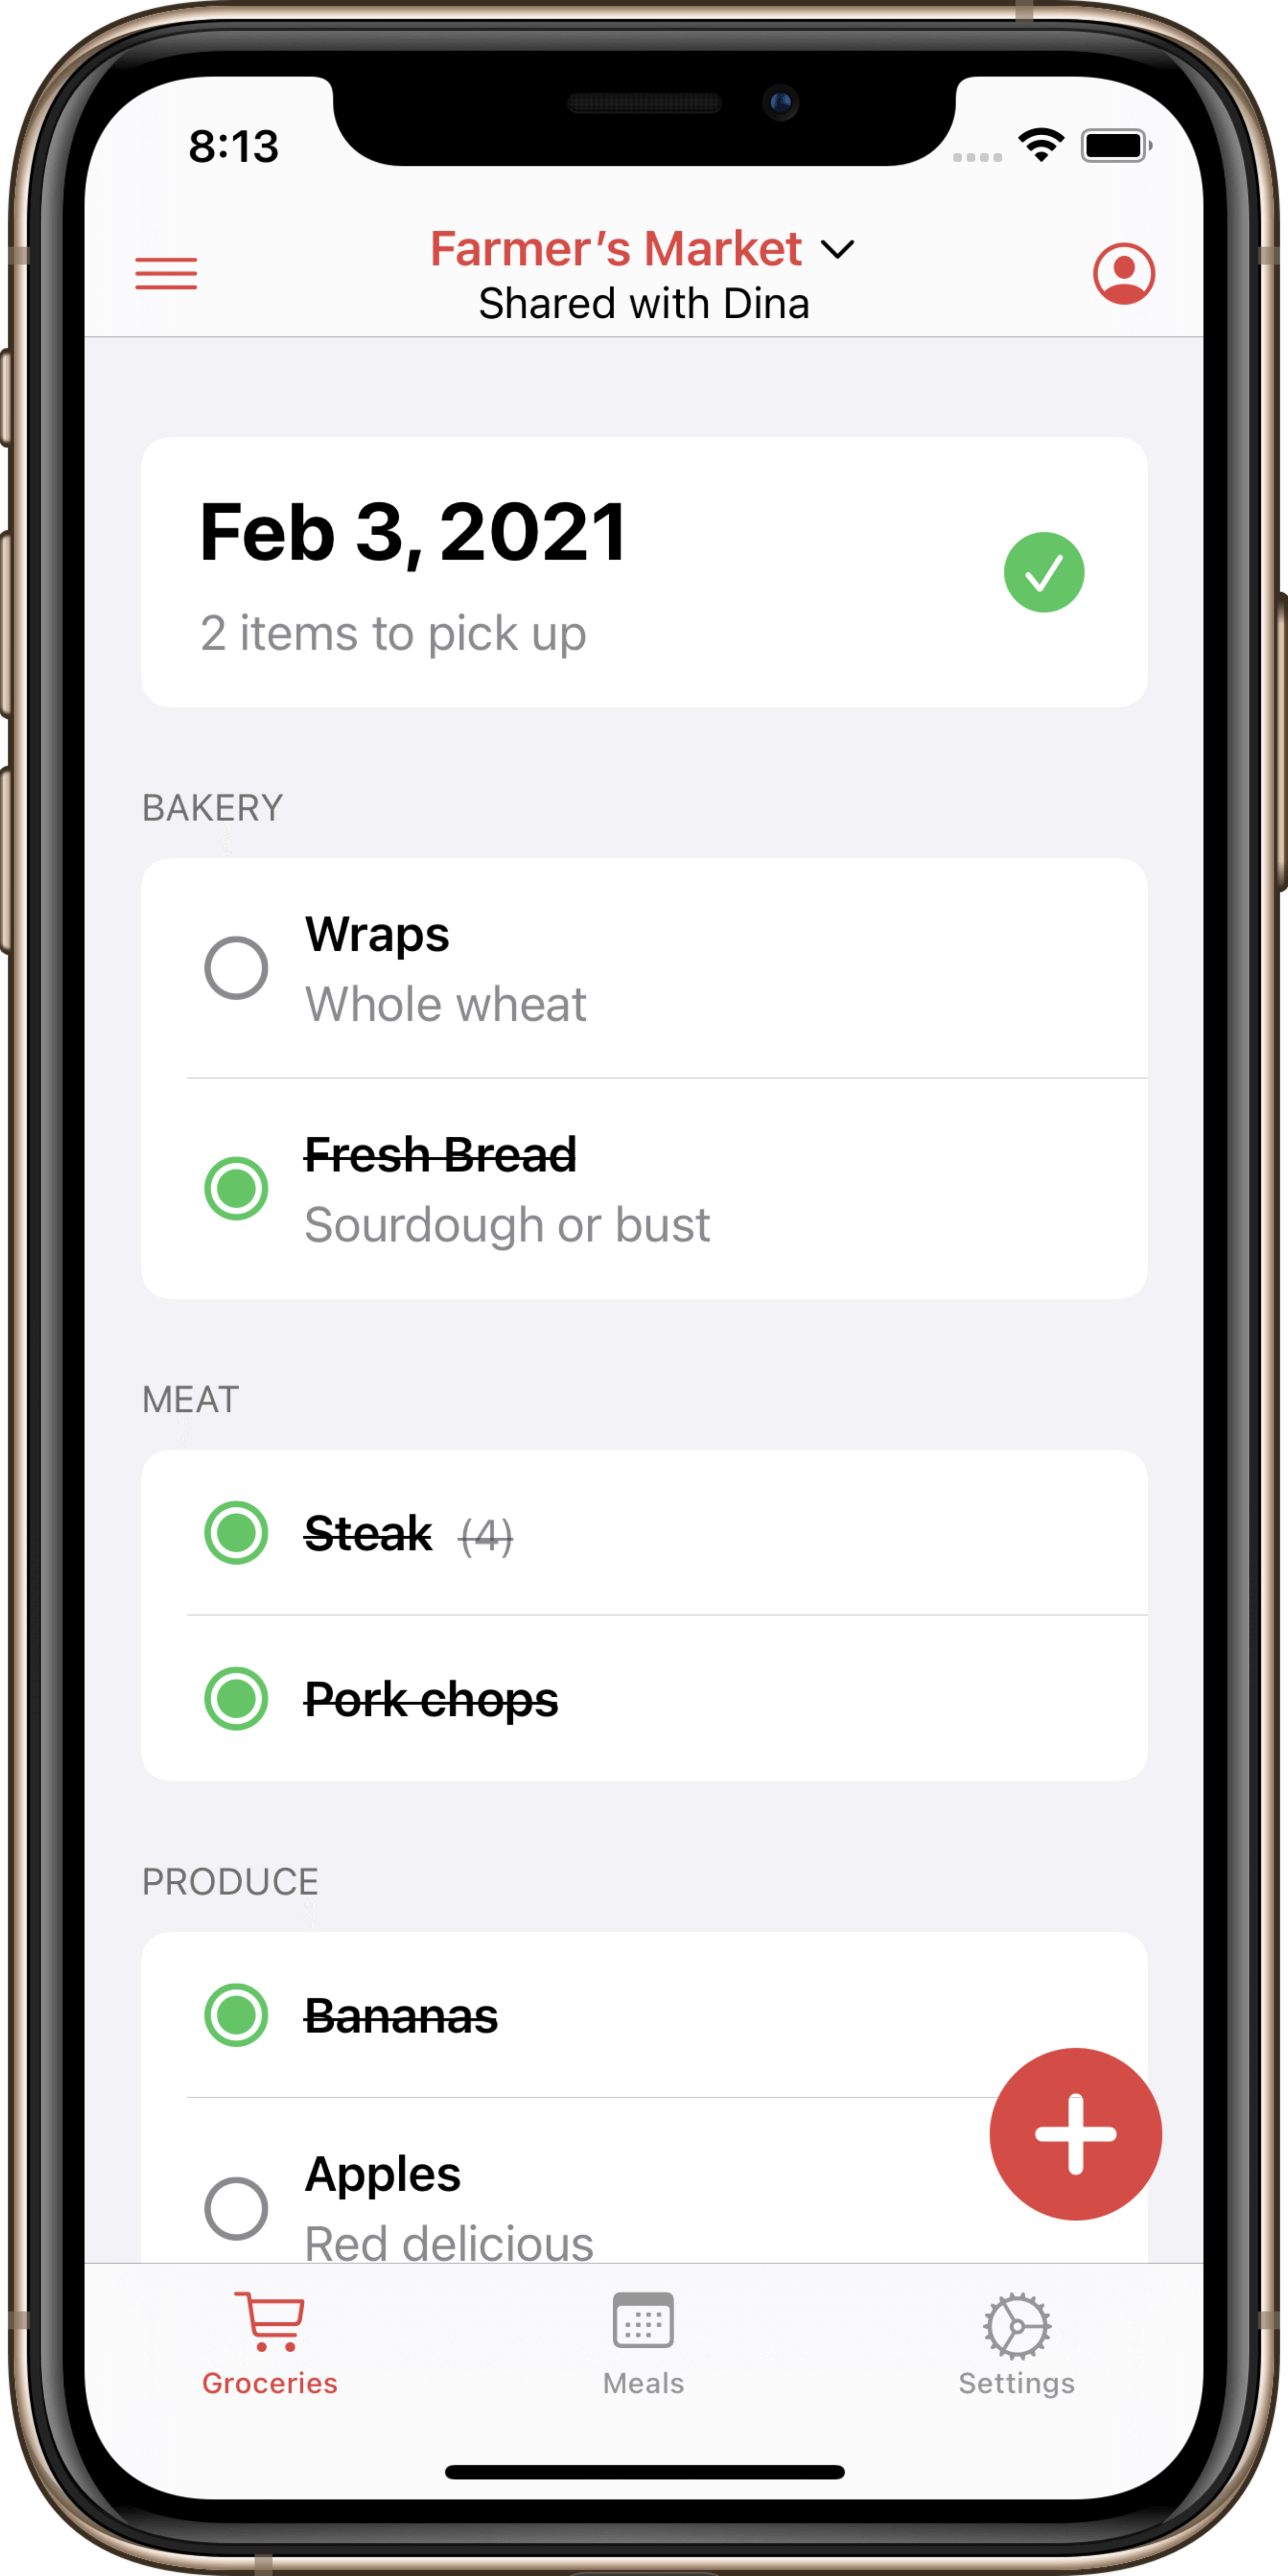 8:13
Farmer’s Market
Shared with Dina
Feb 3, 2021
2 items to pick up
BAKERY
Wraps
Whole wheat
Fresh Bread
Sourdough or bust
MEAT
Steak (4)
Pork chops
PRODUCE
Bananas
Apples
Red delicious
Groceries
Meals
Settings